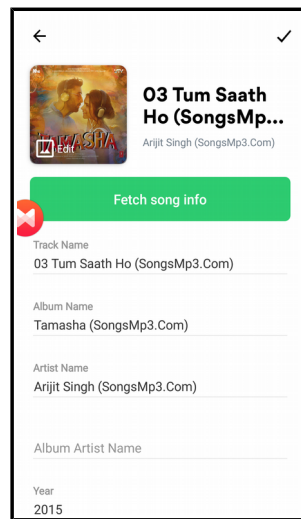 TAMASHA
Edit
03 Tum Saath
Ho (SongsMp...
Arijit Singh (SongsMp3.Com)
Fetch song info
Track Name
03 Tum Saath Ho (SongsMp3.Com)
Album Name
Tamasha (SongsMp3.Com)
Artist Name
Arijit Singh (SongsMp3.Com)
Album Artist Name
Year
2015